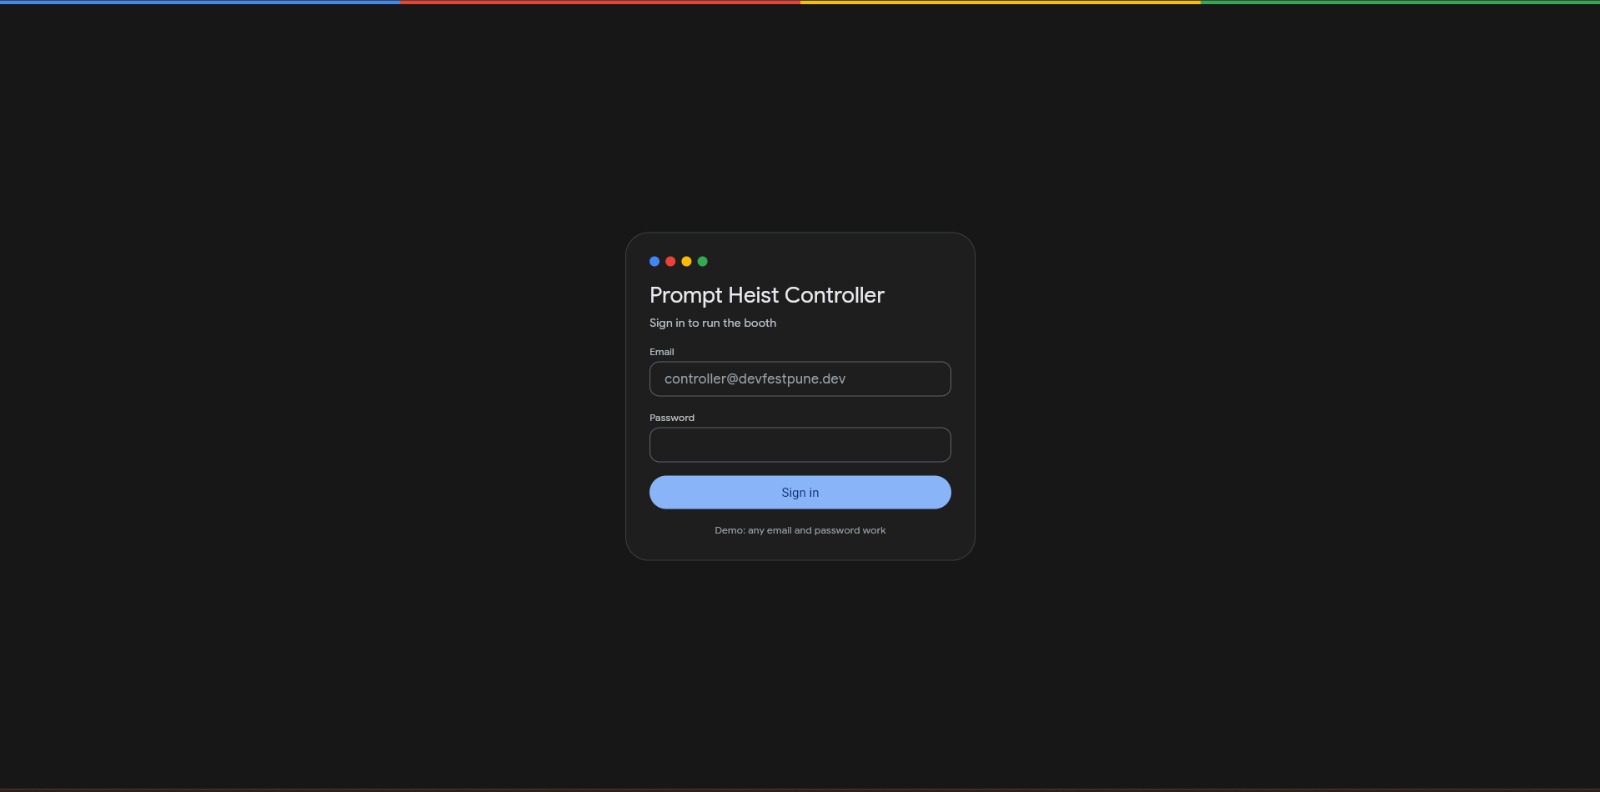 Prompt Heist Controller
Sign in to run the booth
Email
controller@devfestpune.dev
Password
Sign in
Demo: any email and password work